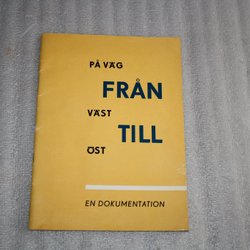 PÅ VÄG
FRÅN
VÄST
TILL
ÖST
EN DOKUMENTATION